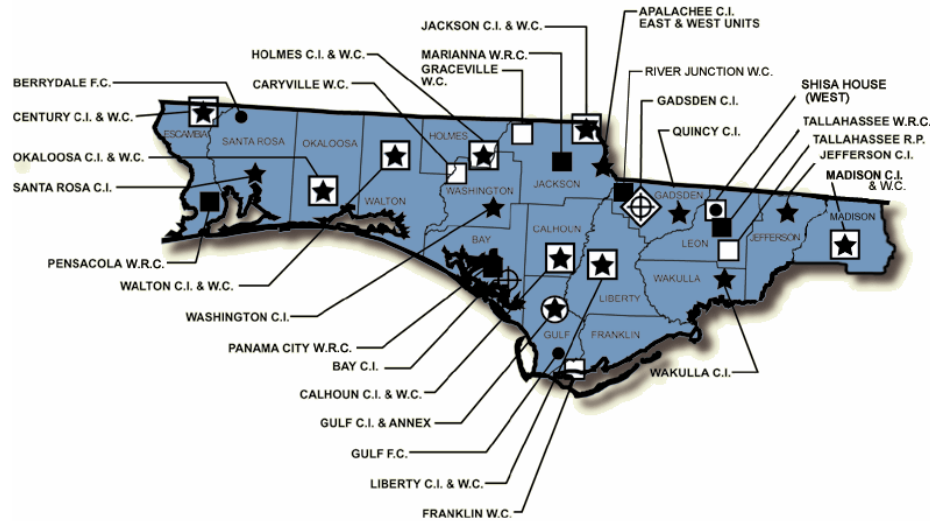 JACKSON C.I. & W.C.
APALACHEE C.I.
EAST & WEST UNITS
HOLMES C.I. & W.C.
MARIANNA W.R.C.
GRACEVILLE
W.C.
RIVER JUNCTION W.C.
SHISA HOUSE
(WEST)
BERRYDALE F.C.
CARYVILLE W.C.
GADSDEN C.I.
TALLAHASSEE W.R.C.
CENTURY C.I. & W.C.
QUINCY C.I.
TALLAHASSEE R.P.
JEFFERSON C.I.
OKALOOSA C.I. & W.C.
MADISON C.I.
& W.C.
SANTA ROSA C.I.
ESCAMBIA
SANTA ROSA
OKALOOSA
HOLMES
WALTON
WASHINGTON
JACKSON
GADSDEN
MADISON
BAY
CALHOUN
LEON
JEFFERSON
WAKULLA
LIBERTY
GULF
FRANKLIN
PENSACOLA W.R.C.
WALTON C.I. & W.C.
WASHINGTON C.I.
PANAMA CITY W.R.C.
BAY C.I.
WAKULLA C.I.
CALHOUN C.I. & W.C.
GULF C.I. & ANNEX
GULF F.C.
LIBERTY C.I. & W.C.
FRANKLIN W.C.